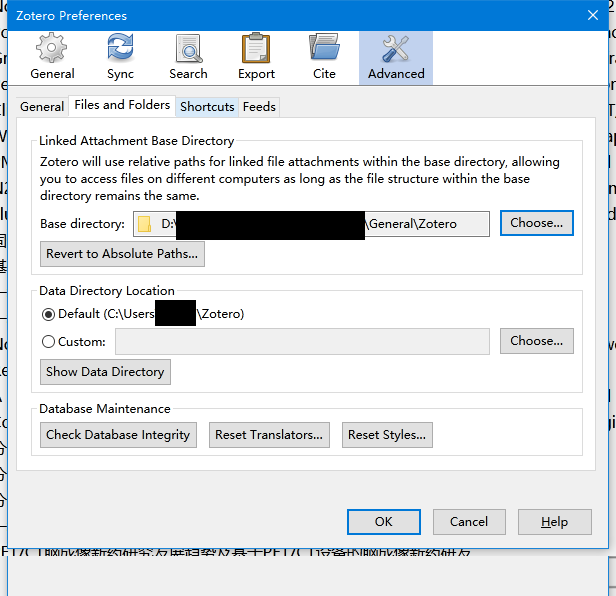 Zotero Preferences
General Sync Search Export Cite Advanced
General Files and Folders Shortcuts Feeds
Linked Attachment Base Directory
Zotero will use relative paths for linked file attachments within the base directory, allowing
you to access files on different computers as long as the file structure within the base
directory remains the same.
Base directory: D:\ \General\Zotero Choose...
Revert to Absolute Paths...
Data Directory Location
Default (C:\Users \Zotero)
Custom: Choose...
Show Data Directory
Database Maintenance
Check Database Integrity Reset Translators... Reset Styles...
OK Cancel Help